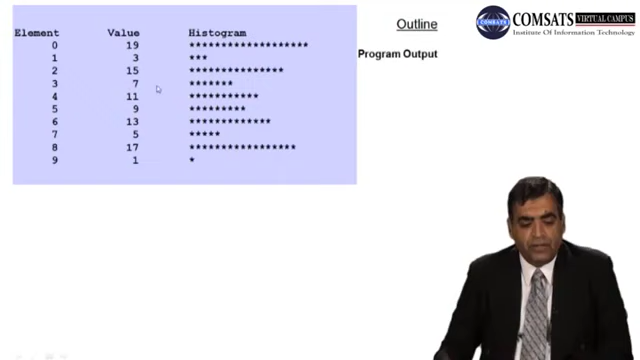 Element Value Histogram
0 19 *******************
1 3 ***
2 15 ***************
3 7 *******
4 11 ***********
5 9 *********
6 13 *************
7 5 *****
8 17 *****************
9 1 *
Outline
Program Output
COMSATS VIRTUAL CAMPUS
Institute Of Information Technology
COMSATS